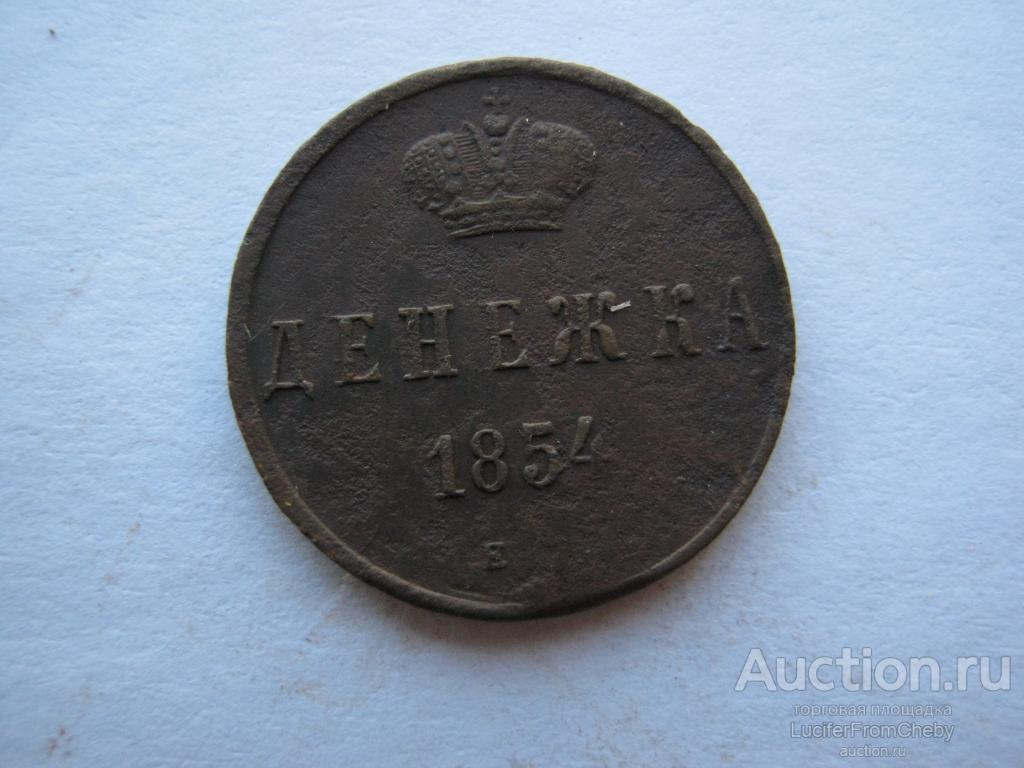 ДЕНЕЖКА
1854
Е
Auction.ru
торговая площадка
LuciferFromCheby
auction.ru